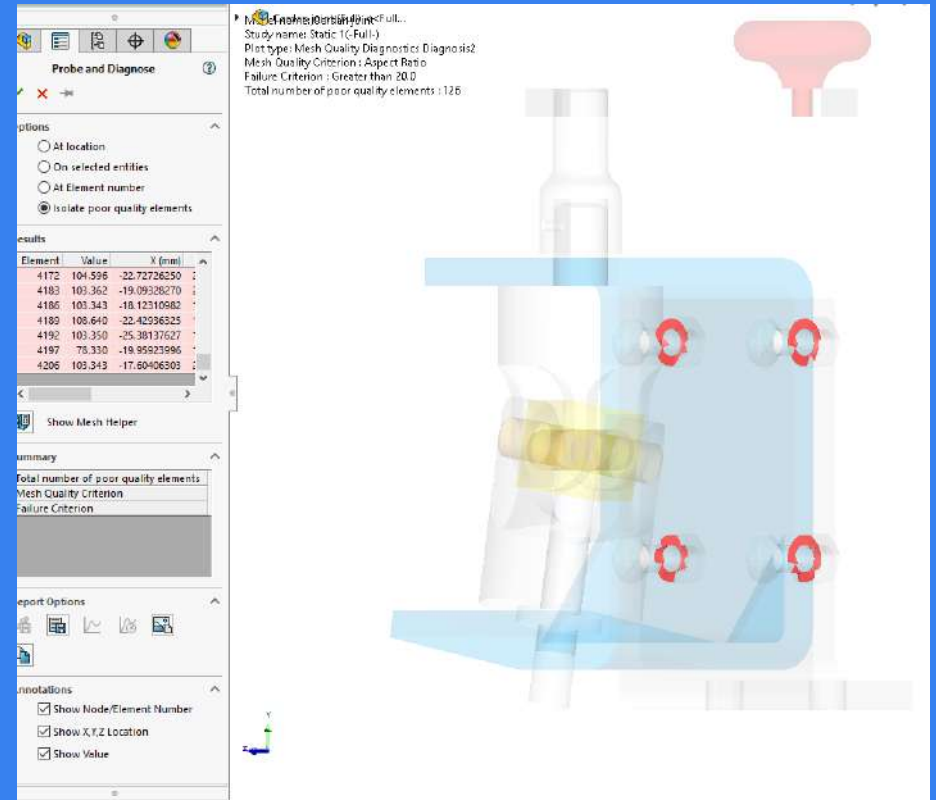 Probe and Diagnose
ptions
At location
On selected entities
At Element number
Isolate poor quality elements
esults
Element Value X (mm)
4172 104.596 -22.72726250
4183 103.362 -19.09328270
4186 103.343 -18.12310982
4189 108.640 -22.42936325
4192 103.350 -25.38137627
4197 78.330 -19.95923996
4206 103.343 -17.60406303
Show Mesh Helper
ummary
Total number of poor quality elements
Mesh Quality Criterion
Failure Criterion
eport Options
nnotations
Show Node/Element Number
Show X,Y,Z Location
Show Value
Study name: Static 1(-Full-)
Plot type: Mesh Quality Diagnostics Diagnosis2
Mesh Quality Criterion : Aspect Ratio
Failure Criterion : Greater than 20.0
Total number of poor quality elements : 126
Y
Z